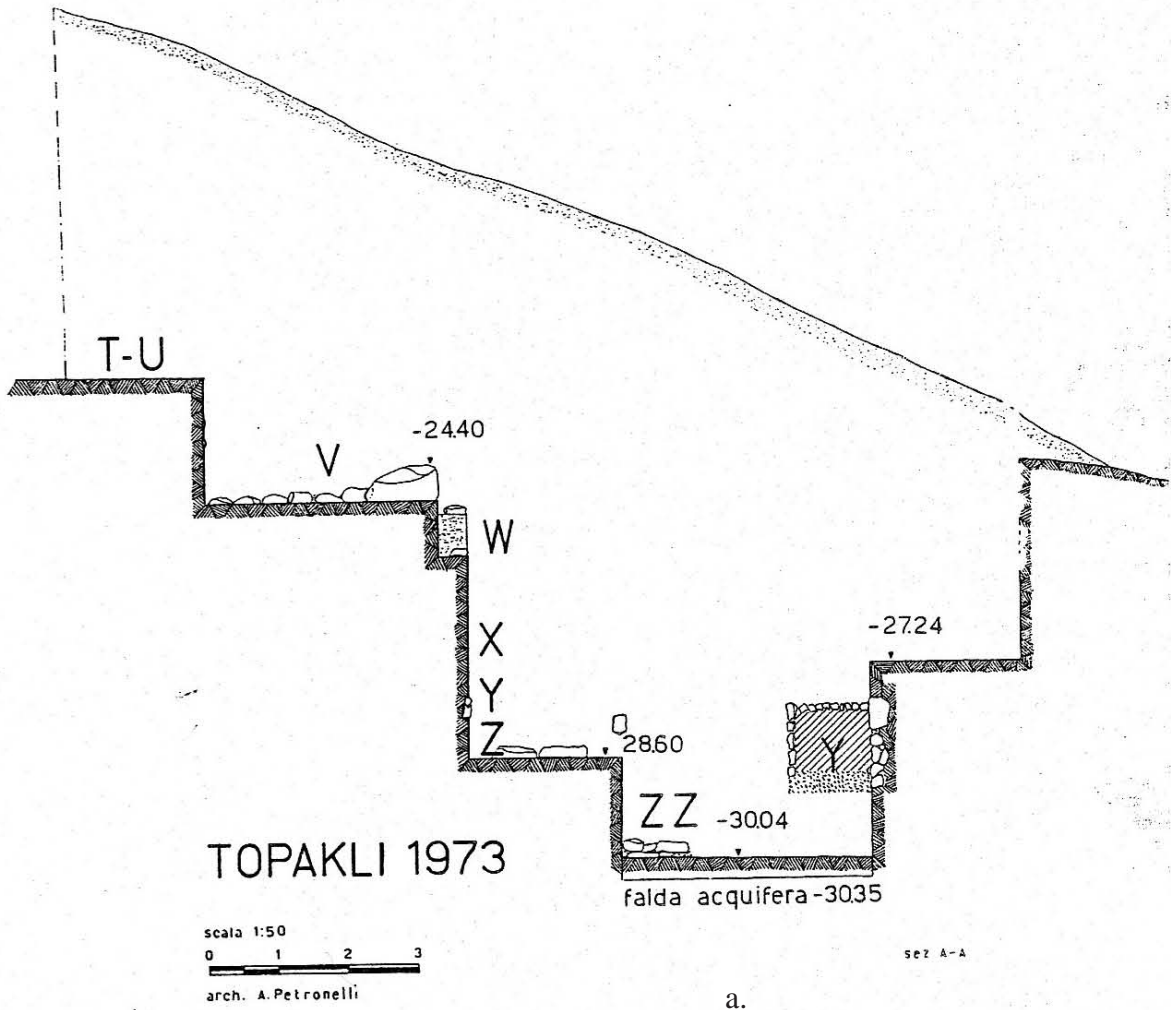 T-U
V
-24.40
W
X
-27.24
Y
Z
28.60
Y
ZZ
-30.04
TOPAKLI 1973
falda acquifera -30.35
scala 1:50
0 1 2 3
arch. A. Petronelli
sez A-A
a.